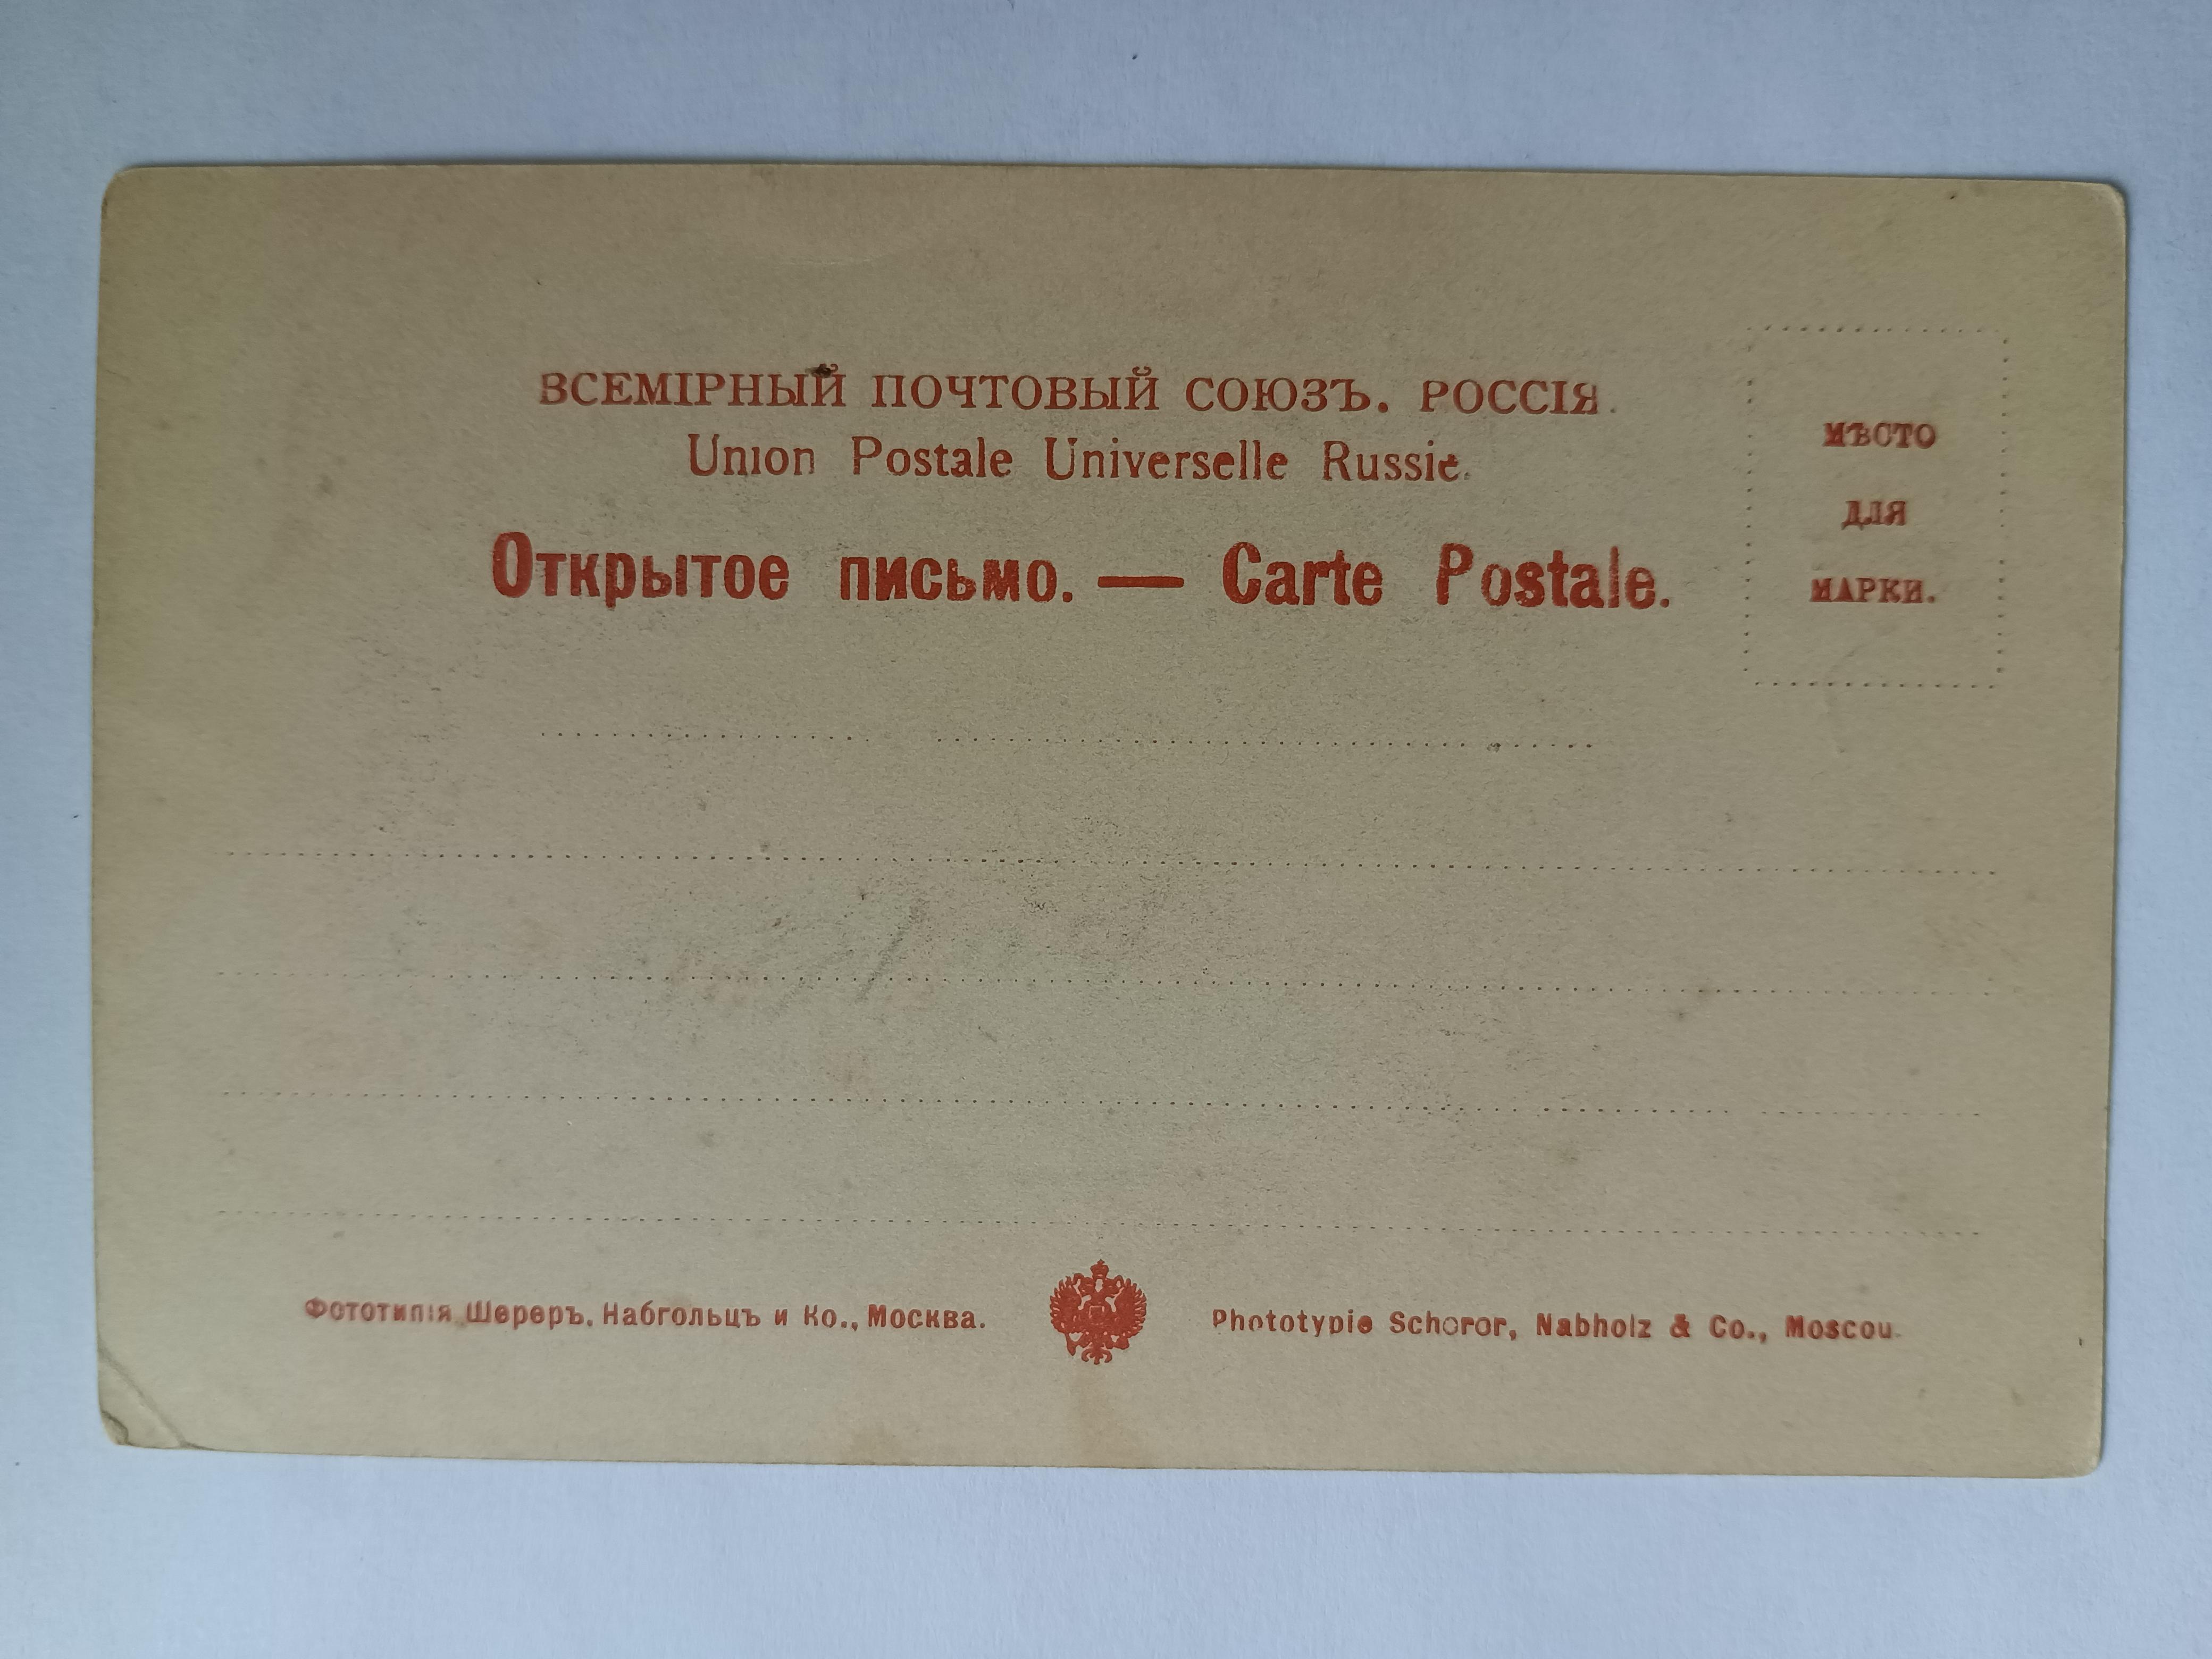 ВСЕМІРНЫЙ ПОЧТОВЫЙ СОЮЗЪ. РОССІЯ.
Union Postale Universelle Russie.
Открытое письмо. — Carte Postale.
МѢСТО
ДЛЯ
МАРКИ.
Фототипія Шереръ, Набгольцъ и Ко., Москва.
Phototypie Scherer, Nabholz & Co., Moscou.